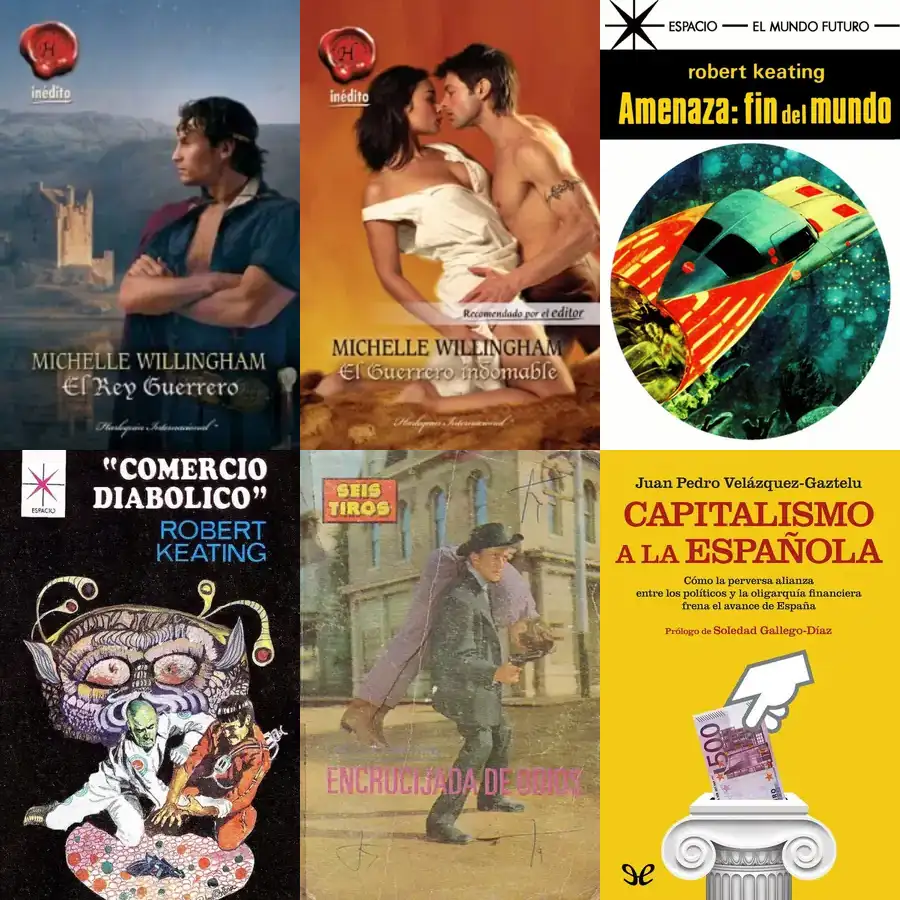 H
inédito
MICHELLE WILLINGHAM
El Rey Guerrero
Harlequin Internacional
H
inédito
Recomendado por el editor
MICHELLE WILLINGHAM
El Guerrero indomable
Harlequin Internacional
ESPACIO — EL MUNDO FUTURO
robert keating
Amenaza: fin del mundo
ESPACIO
"COMERCIO
DIABOLICO"
ROBERT
KEATING
SEIS
TIROS
ENCRUCIJADA DE ODIOS
Juan Pedro Velázquez-Gaztelu
CAPITALISMO
A LA ESPAÑOLA
Cómo la perversa alianza
entre los políticos y la oligarquía financiera
frena el avance de España
Prólogo de Soledad Gallego-Díaz
500